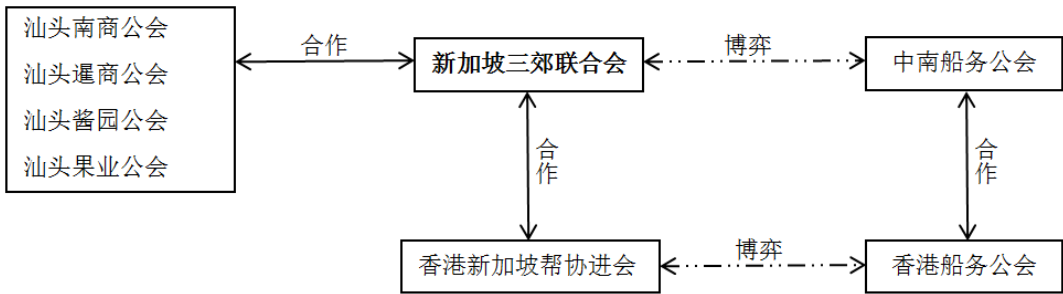 汕头南商公会
汕头暹商公会
汕头酱园公会
汕头果业公会
合作
新加坡三郊联合会
博弈
中南船务公会
合作
合作
香港新加坡帮协进会
博弈
香港船务公会